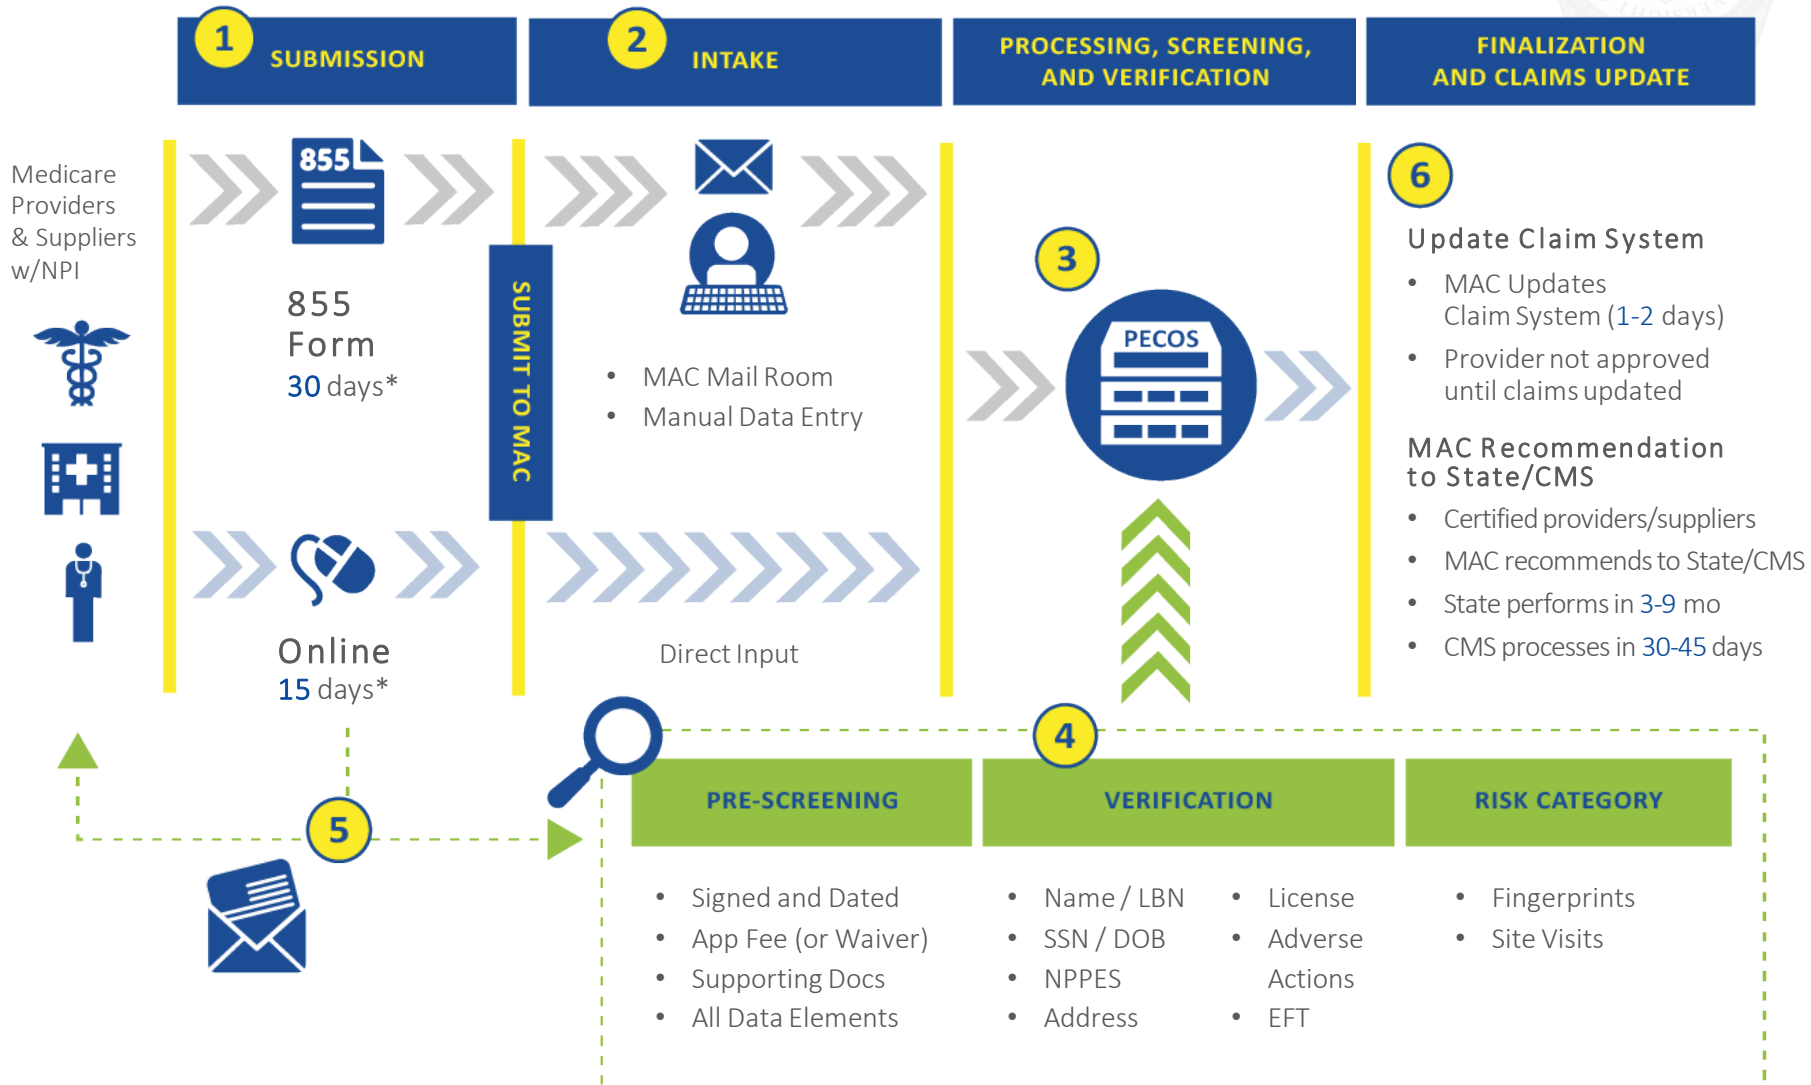 1
SUBMISSION
2
INTAKE
PROCESSING, SCREENING,
AND VERIFICATION
FINALIZATION
AND CLAIMS UPDATE
Medicare
Providers
& Suppliers
w/NPI
855
855
Form
30 days*
Online
15 days*
SUBMIT TO MAC
• MAC Mail Room
• Manual Data Entry
Direct Input
3
PECOS
6
Update Claim System
• MAC Updates
Claim System (1-2 days)
• Provider not approved
until claims updated
MAC Recommendation
to State/CMS
• Certified providers/suppliers
• MAC recommends to State/CMS
• State performs in 3-9 mo
• CMS processes in 30-45 days
5
4
PRE-SCREENING
• Signed and Dated
• App Fee (or Waiver)
• Supporting Docs
• All Data Elements
VERIFICATION
• Name / LBN
• SSN / DOB
• NPPES
• Address
• License
• Adverse
Actions
• EFT
RISK CATEGORY
• Fingerprints
• Site Visits